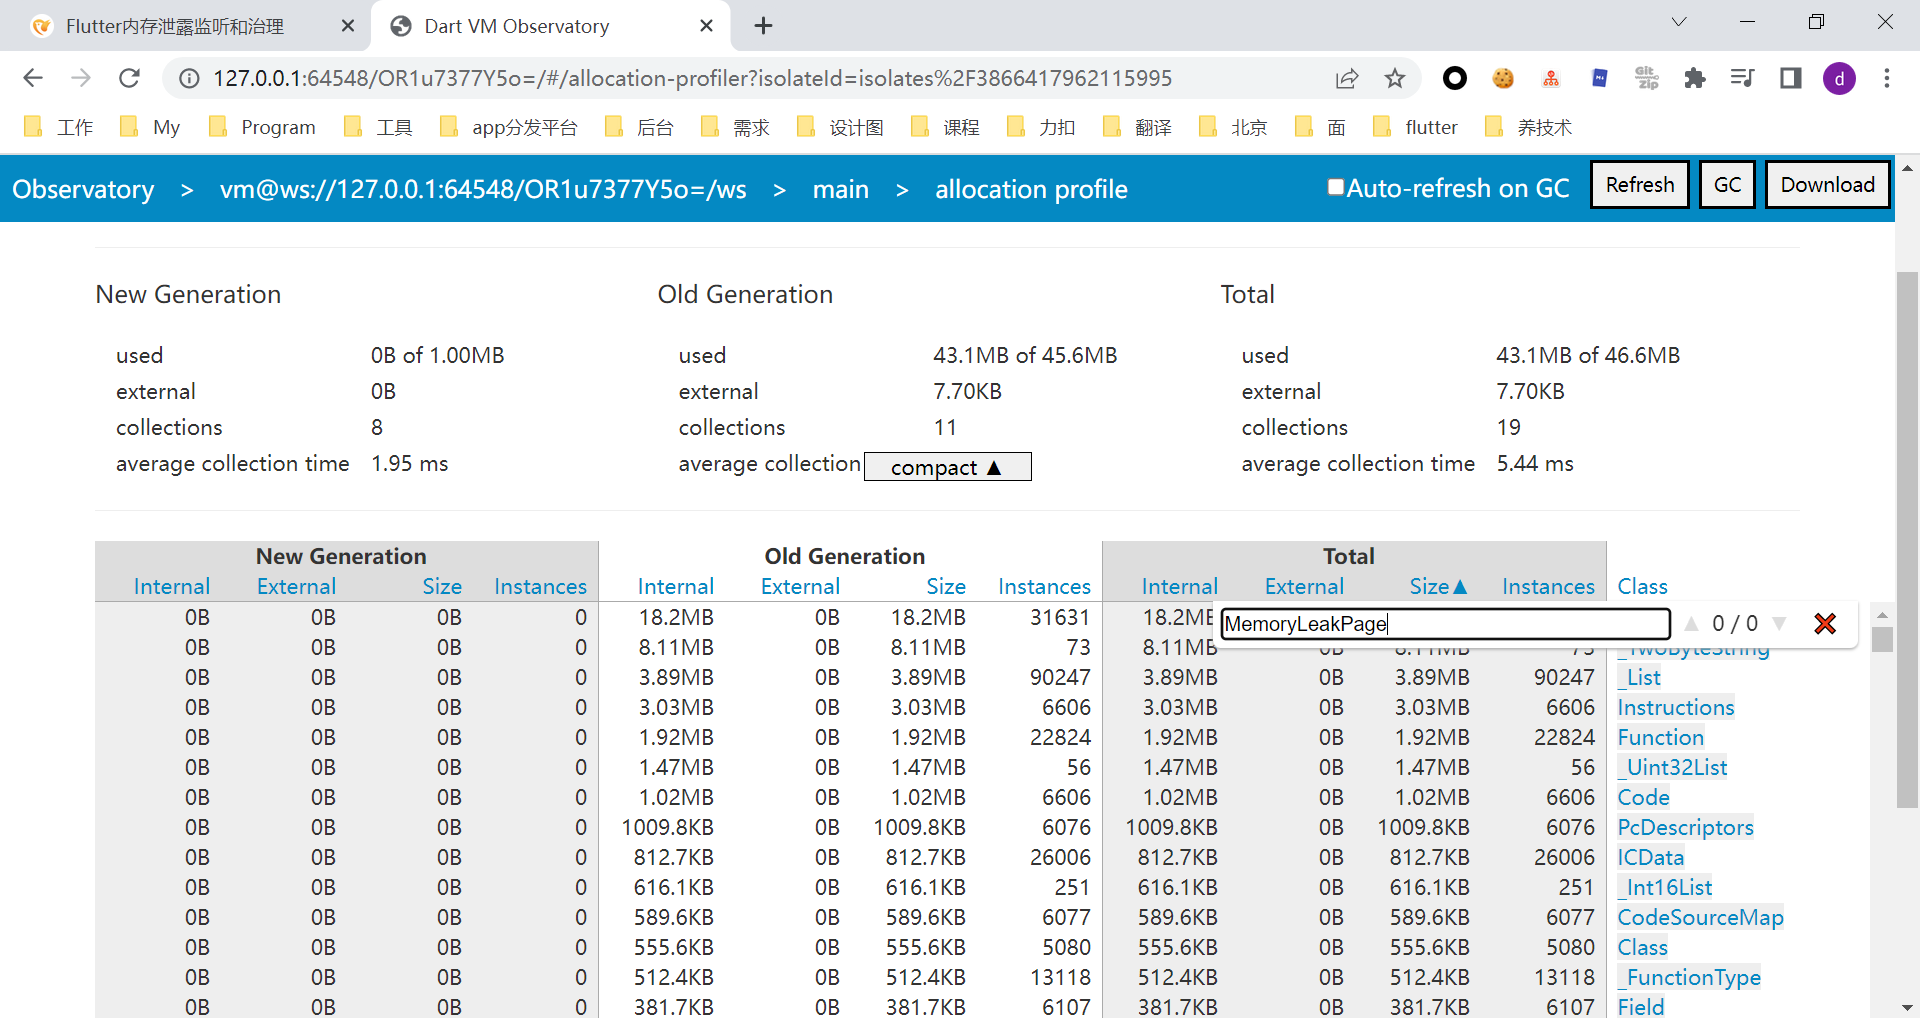 Flutter内存泄露监听和治理
Dart VM Observatory
127.0.0.1:64548/OR1u7377Y5o=/#/allocation-profiler?isolateId=isolates%2F3866417962115995
Git zip
d
工作 My Program 工具 app分发平台 后台 需求 设计图 课程 力扣 翻译 北京 面 flutter 养技术
Observatory > vm@ws://127.0.0.1:64548/OR1u7377Y5o=/ws > main > allocation profile Auto-refresh on GC Refresh GC Download
New Generation Old Generation Total
used 0B of 1.00MB used 43.1MB of 45.6MB used 43.1MB of 46.6MB
external 0B external 7.70KB external 7.70KB
collections 8 collections 11 collections 19
average collection time 1.95 ms average collection compact ▲ average collection time 5.44 ms
New Generation Old Generation Total
Internal External Size Instances Internal External Size Instances Internal External Size▲ Instances Class
0B 0B 0B 0 18.2MB 0B 18.2MB 31631 18.2MB
MemoryLeakPage ▲ 0 / 0 ▼
0B 0B 0B 0 8.11MB 0B 8.11MB 73 8.11MB 0B 8.11MB 73 _TwoByteString
0B 0B 0B 0 3.89MB 0B 3.89MB 90247 3.89MB 0B 3.89MB 90247 _List
0B 0B 0B 0 3.03MB 0B 3.03MB 6606 3.03MB 0B 3.03MB 6606 Instructions
0B 0B 0B 0 1.92MB 0B 1.92MB 22824 1.92MB 0B 1.92MB 22824 Function
0B 0B 0B 0 1.47MB 0B 1.47MB 56 1.47MB 0B 1.47MB 56 _Uint32List
0B 0B 0B 0 1.02MB 0B 1.02MB 6606 1.02MB 0B 1.02MB 6606 Code
0B 0B 0B 0 1009.8KB 0B 1009.8KB 6076 1009.8KB 0B 1009.8KB 6076 PcDescriptors
0B 0B 0B 0 812.7KB 0B 812.7KB 26006 812.7KB 0B 812.7KB 26006 ICData
0B 0B 0B 0 616.1KB 0B 616.1KB 251 616.1KB 0B 616.1KB 251 _Int16List
0B 0B 0B 0 589.6KB 0B 589.6KB 6077 589.6KB 0B 589.6KB 6077 CodeSourceMap
0B 0B 0B 0 555.6KB 0B 555.6KB 5080 555.6KB 0B 555.6KB 5080 Class
0B 0B 0B 0 512.4KB 0B 512.4KB 13118 512.4KB 0B 512.4KB 13118 _FunctionType
0B 0B 0B 0 381.7KB 0B 381.7KB 6107 381.7KB 0B 381.7KB 6107 Field